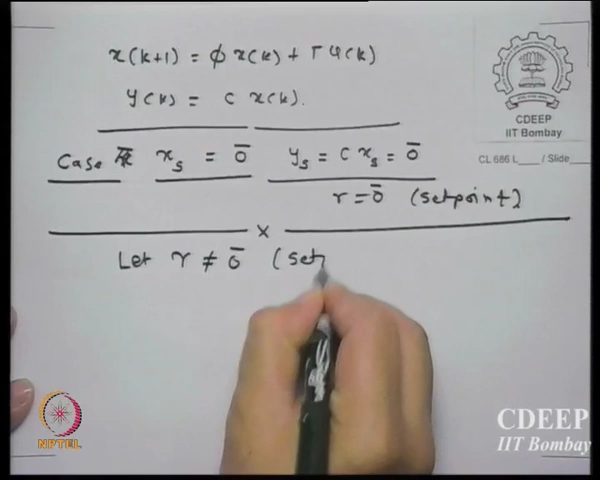 x(k+1) = φ x(k) + Γ u(k)
y(k) = C x(k).
Case x̄ₛ = 0̄ yₛ = C xₛ = 0̄
r = 0̄ (setpoint)
x
Let r ≠ 0̄ (set
CDEEP
IIT Bombay
CL 686 L___ / Slide___
NPTEL
CDEEP
IIT Bombay